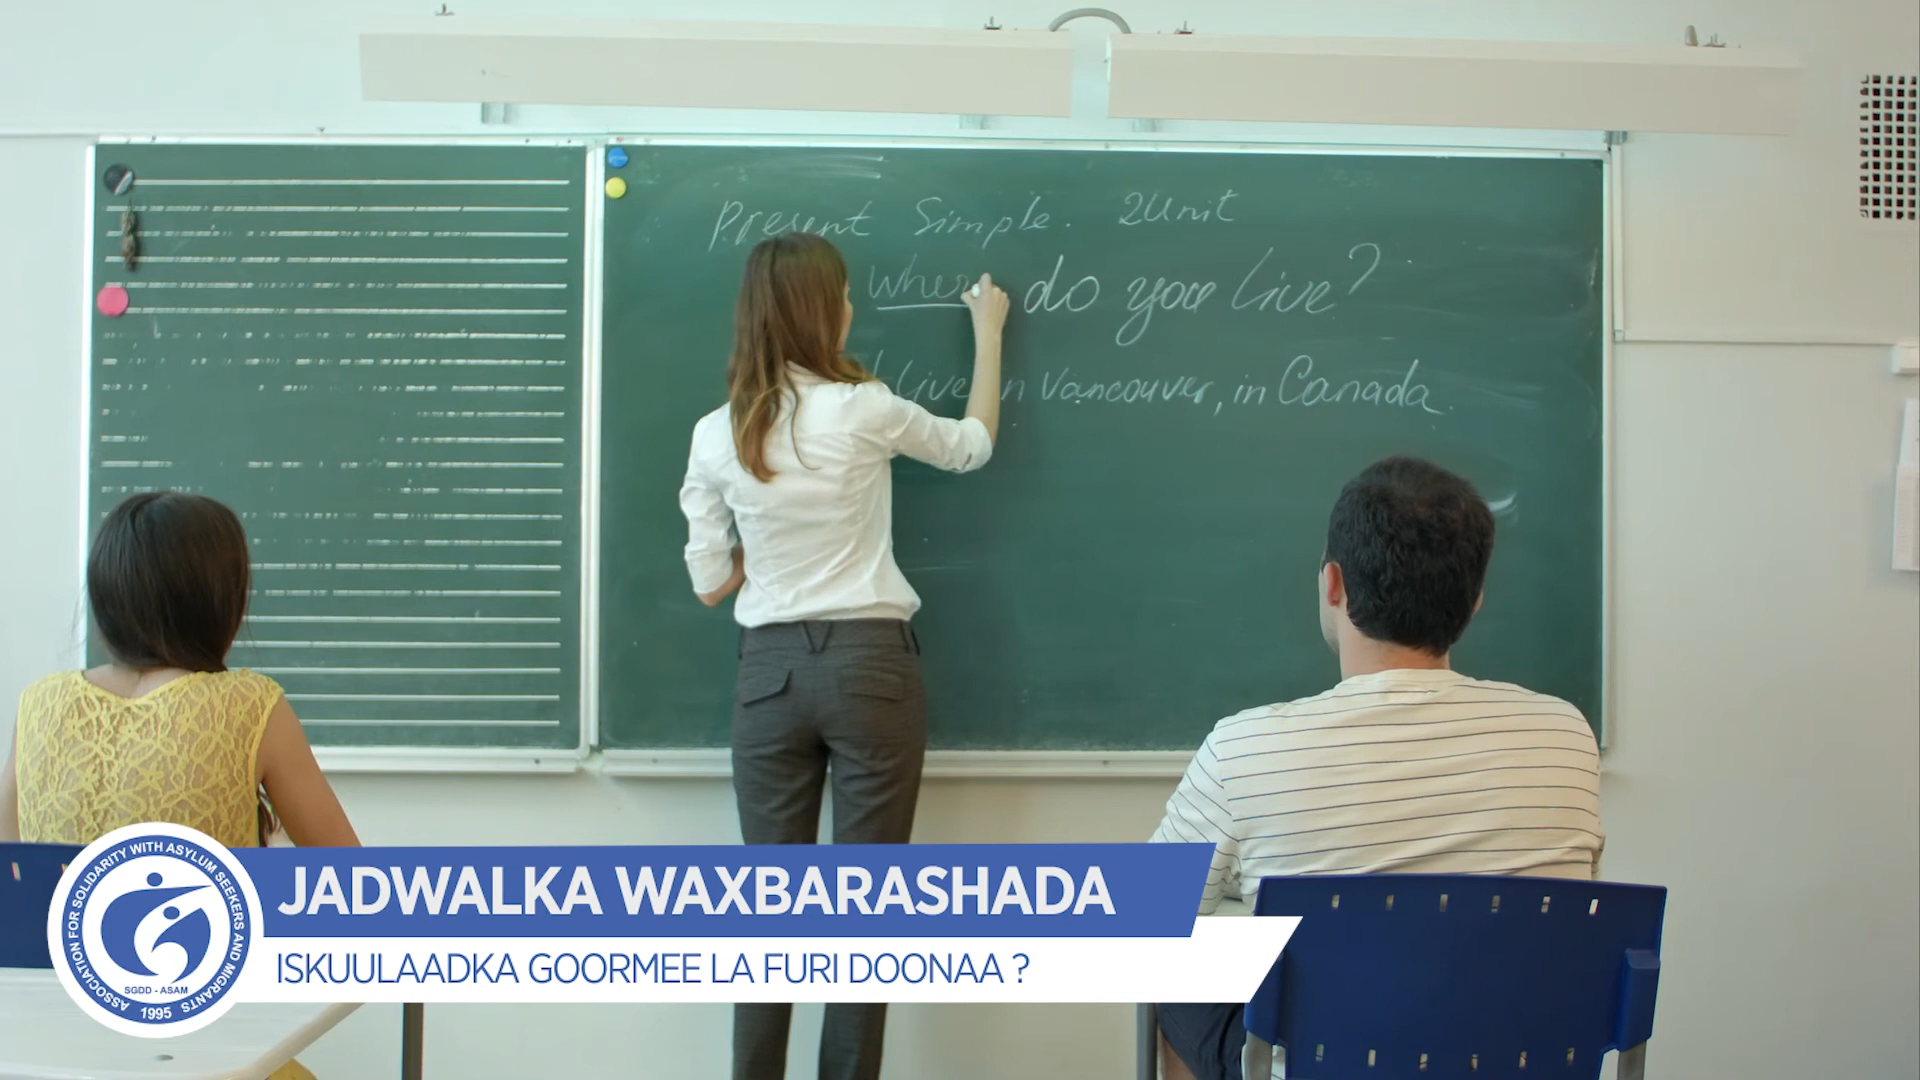 Present Simple. 2Unit
Where do you live?
live in Vancouver, in Canada.
JADWALKA WAXBARASHADA
ISKUULAADKA GOORMEE LA FURI DOONAA ?
ASSOCIATION FOR SOLIDARITY WITH ASYLUM SEEKERS AND MIGRANTS
SGDD - ASAM
1995